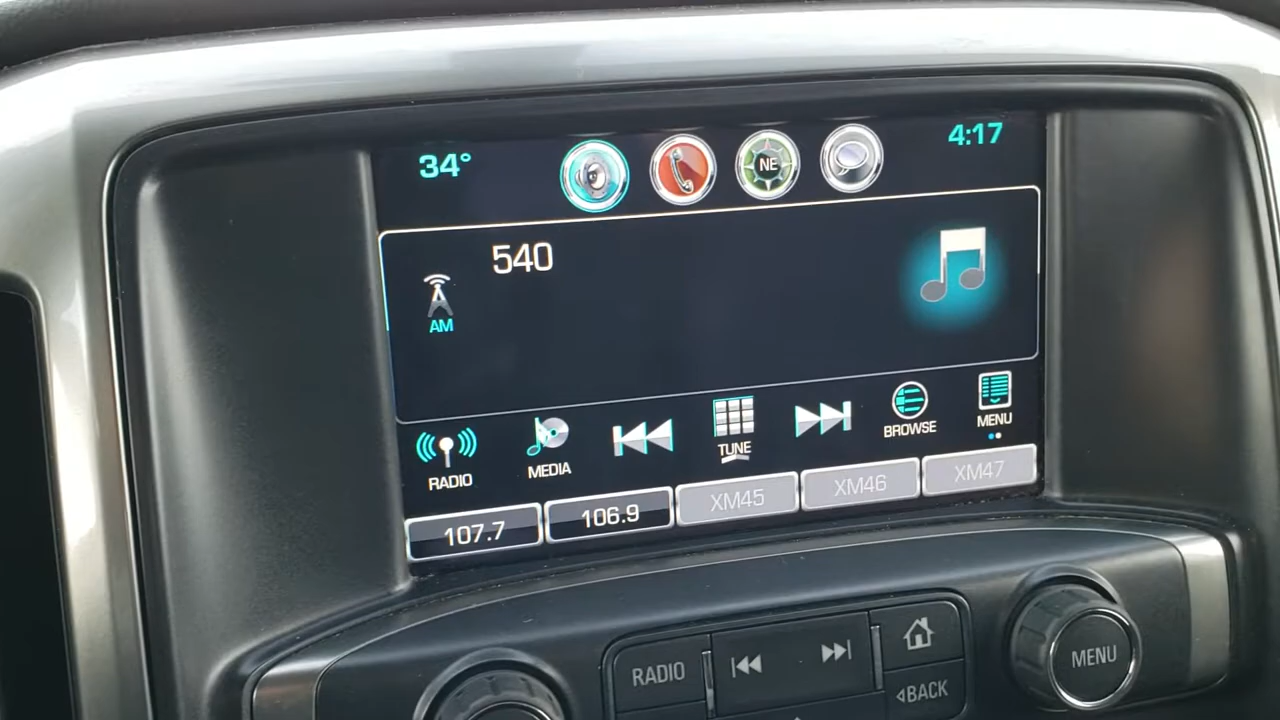 34°
NE
4:17
540
AM
RADIO
MEDIA
TUNE
BROWSE
MENU
107.7
106.9
XM45
XM46
XM47
RADIO
BACK
MENU